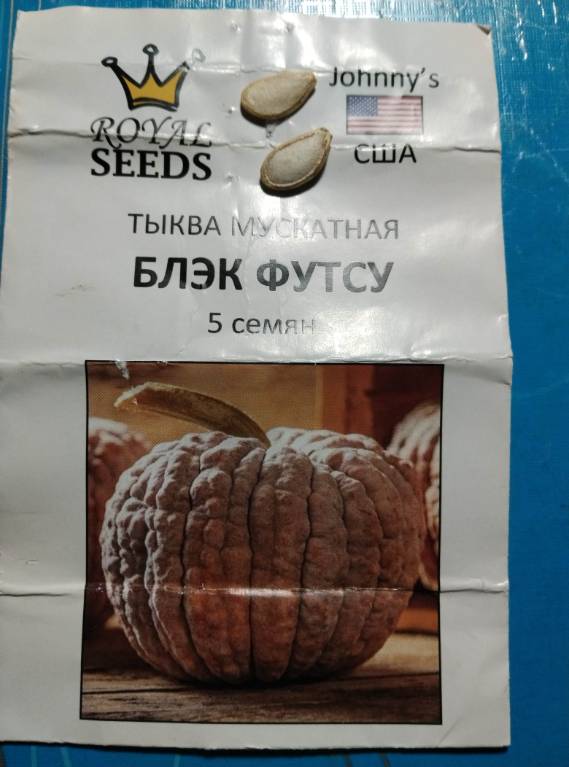 ROYAL
SEEDS
Johnny's
США
ТЫКВА МУСКАТНАЯ
БЛЭК ФУТСУ
5 семян